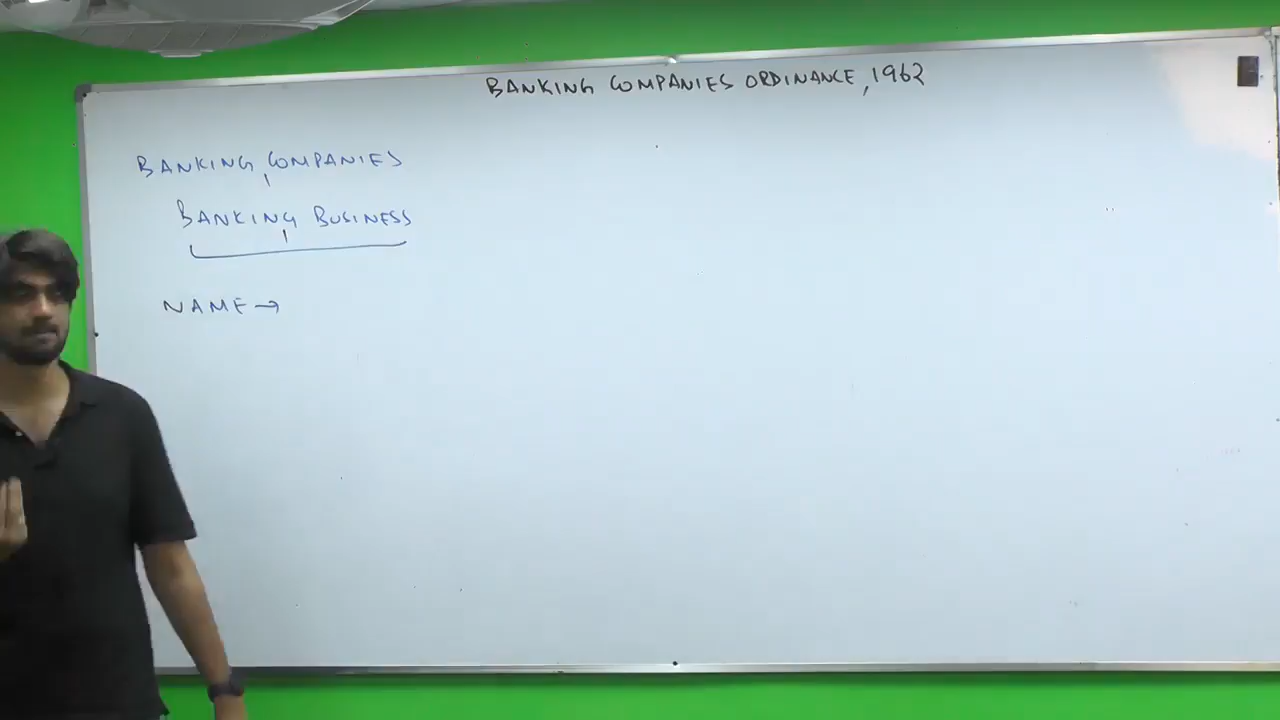 BANKING COMPANIES ORDINANCE, 1962
BANKING COMPANIES
BANKING BUSINESS
NAME →